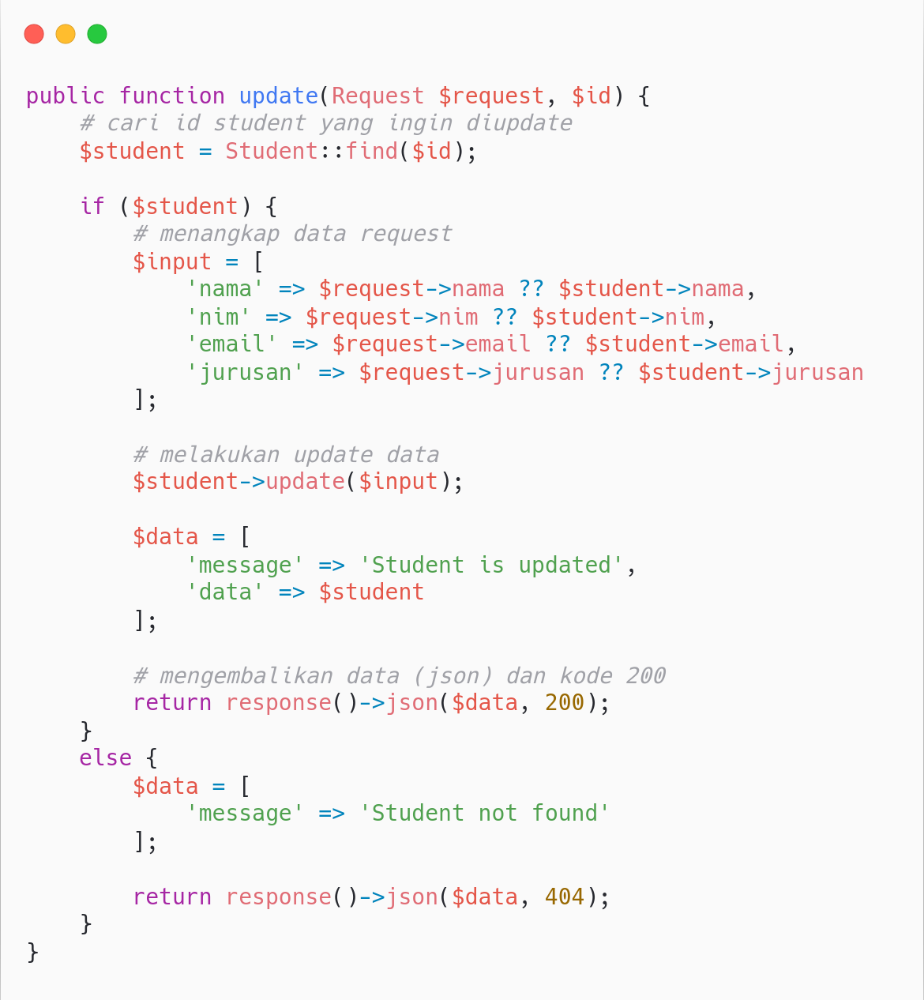 public function update(Request $request, $id) {
    # cari id student yang ingin diupdate
    $student = Student::find($id);

    if ($student) {
        # menangkap data request
        $input = [
            'nama' => $request->nama ?? $student->nama,
            'nim' => $request->nim ?? $student->nim,
            'email' => $request->email ?? $student->email,
            'jurusan' => $request->jurusan ?? $student->jurusan
        ];

        # melakukan update data
        $student->update($input);

        $data = [
            'message' => 'Student is updated',
            'data' => $student
        ];

        # mengembalikan data (json) dan kode 200
        return response()->json($data, 200);
    }
    else {
        $data = [
            'message' => 'Student not found'
        ];

        return response()->json($data, 404);
    }
}